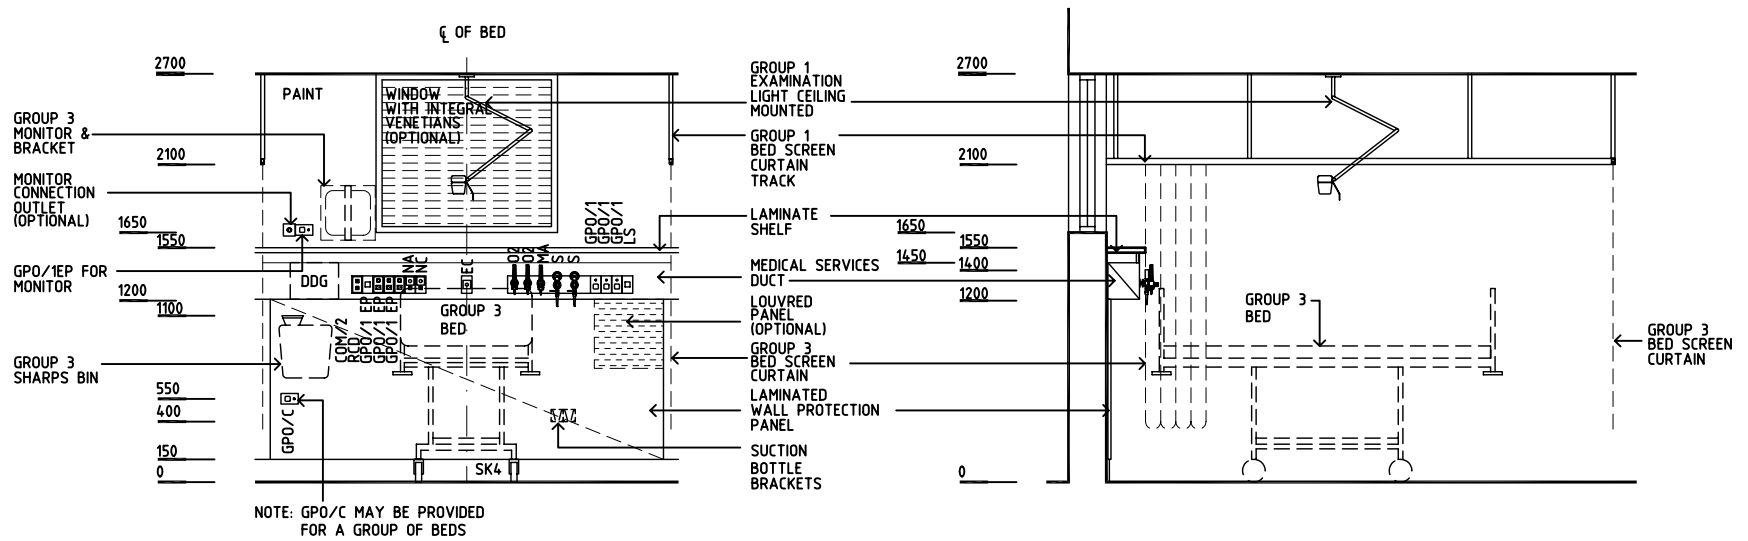 ℄ OF BED
2700
PAINT
WINDOW
WITH INTEGRAL
VENETIANS
(OPTIONAL)
GROUP 3
MONITOR &
BRACKET
2100
MONITOR
CONNECTION
OUTLET
(OPTIONAL)
1650
1550
GPO/1EP FOR
MONITOR
1200
1100
GROUP 3
SHARPS BIN
550
400
150
0
GPO/1
GPO/1
GPO/1
LS
DDG
NA
NC
EC
O2
O2
MA
S
S
COM/2
RCD
GPO/1 EP
GPO/1 EP
GPO/1 EP
GROUP 3
BED
GPO/C
SK4
NOTE: GPO/C MAY BE PROVIDED
FOR A GROUP OF BEDS
GROUP 1
EXAMINATION
LIGHT CEILING
MOUNTED
GROUP 1
BED SCREEN
CURTAIN
TRACK
LAMINATE
SHELF
MEDICAL SERVICES
DUCT
LOUVRED
PANEL
(OPTIONAL)
GROUP 3
BED SCREEN
CURTAIN
LAMINATED
WALL PROTECTION
PANEL
SUCTION
BOTTLE
BRACKETS
2700
2100
1650
1550
1450
1400
1200
0
GROUP 3
BED
GROUP 3
BED SCREEN
CURTAIN